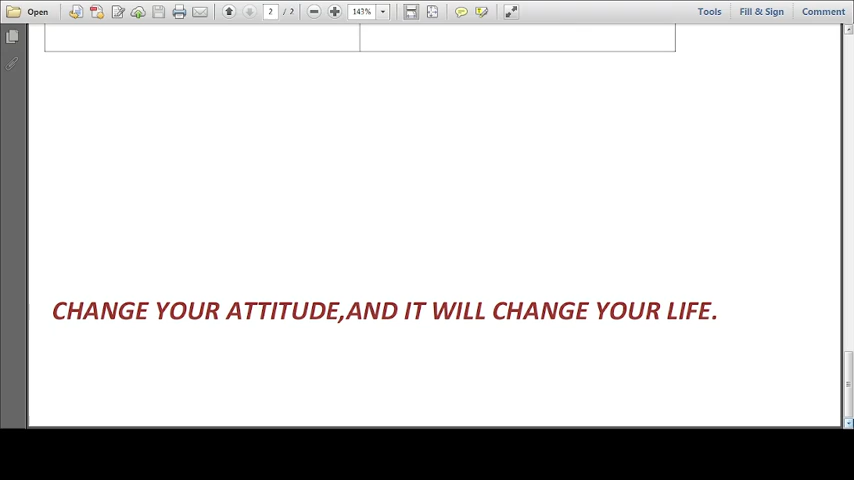 Open 2 / 2 143% Tools Fill & Sign Comment
CHANGE YOUR ATTITUDE,AND IT WILL CHANGE YOUR LIFE.